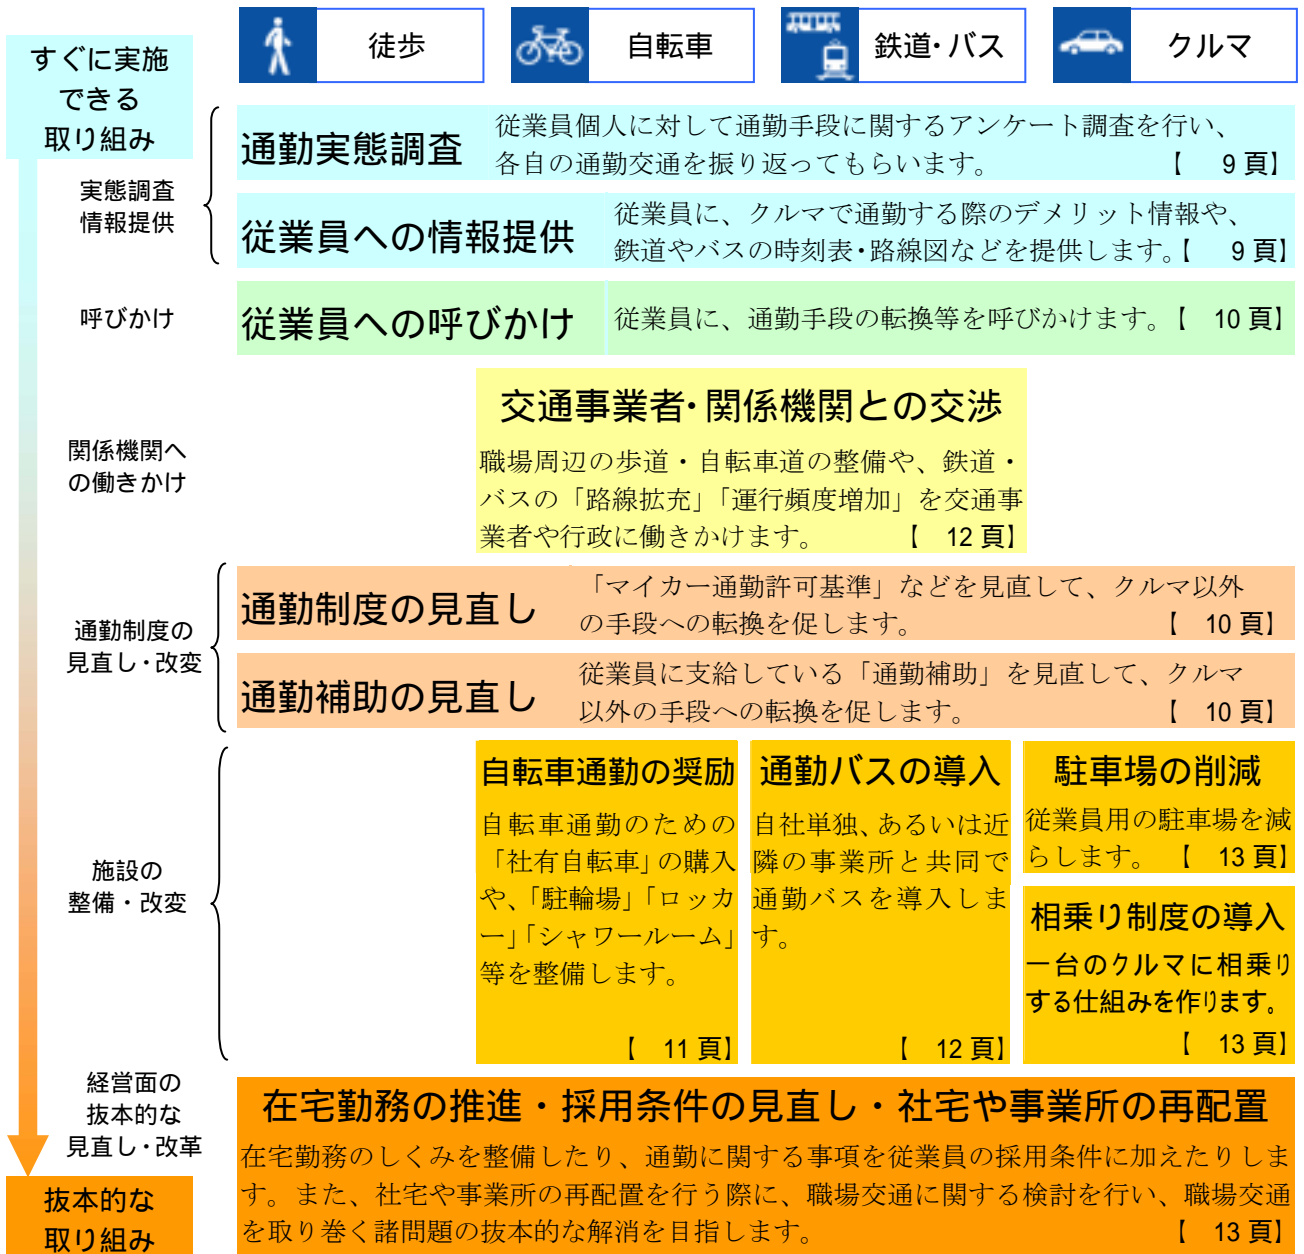 徒歩
自転車
鉄道・バス
クルマ
すぐに実施
できる
取り組み
実態調査
情報提供
通勤実態調査
従業員個人に対して通勤手段に関するアンケート調査を行い、
各自の通勤交通を振り返ってもらいます。 【 9 頁】
従業員への情報提供
従業員に、クルマで通勤する際のデメリット情報や、
鉄道やバスの時刻表・路線図などを提供します。【 9 頁】
呼びかけ
従業員への呼びかけ
従業員に、通勤手段の転換等を呼びかけます。【 10 頁】
関係機関へ
の働きかけ
交通事業者・関係機関との交渉
職場周辺の歩道・自転車道の整備や、鉄道・
バスの「路線拡充」「運行頻度増加」を交通事
業者や行政に働きかけます。 【 12 頁】
通勤制度の
見直し・改変
通勤制度の見直し
「マイカー通勤許可基準」などを見直して、クルマ以外
の手段への転換を促します。 【 10 頁】
通勤補助の見直し
従業員に支給している「通勤補助」を見直して、クルマ
以外の手段への転換を促します。 【 10 頁】
施設の
整備・改変
自転車通勤の奨励
自転車通勤のための
「社有自転車」の購入
や、「駐輪場」「ロッカ
ー」「シャワールーム」
等を整備します。
【 11 頁】
通勤バスの導入
自社単独、あるいは近
隣の事業所と共同で
通勤バスを導入しま
す。
【 12 頁】
駐車場の削減
従業員用の駐車場を減
らします。 【 13 頁】
相乗り制度の導入
一台のクルマに相乗り
する仕組みを作ります。
【 13 頁】
経営面の
抜本的な
見直し・改革
在宅勤務の推進・採用条件の見直し・社宅や事業所の再配置
在宅勤務のしくみを整備したり、通勤に関する事項を従業員の採用条件に加えたりしま
す。また、社宅や事業所の再配置を行う際に、職場交通に関する検討を行い、職場交通
を取り巻く諸問題の抜本的な解消を目指します。 【 13 頁】
抜本的な
取り組み